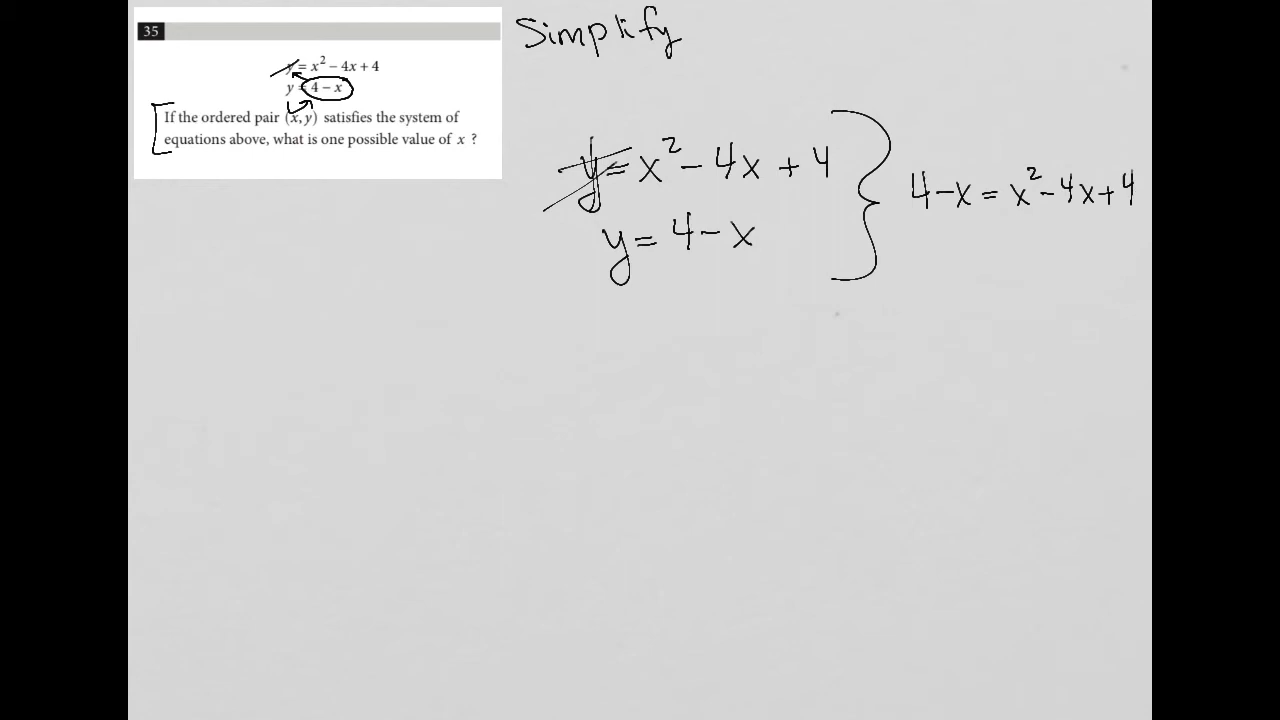 35
y = x² − 4x + 4
y = 4 − x
If the ordered pair (x, y) satisfies the system of
equations above, what is one possible value of x ?
Simplify
y = x² − 4x + 4
y = 4 − x
4 − x = x² − 4x + 4